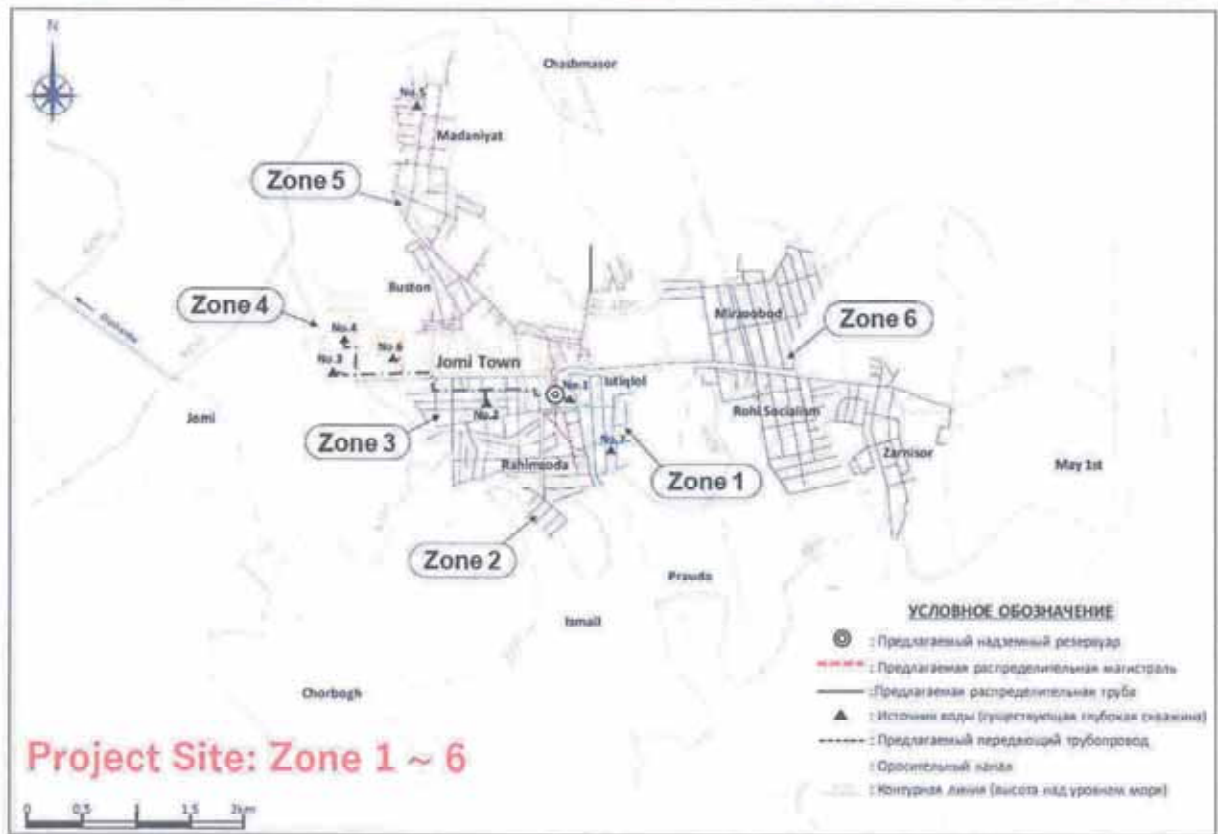 N
Chashmasor
No.5
Madaniyat
Zone 5
Buston
Zone 4
Mirzoobod
Zone 6
No.4
No.3
No.6
Jomi Town
Istiqlol
No.1
No.2
Rohi Socialism
Jomi
Zone 3
No.7
Rahimzoda
Zone 1
Zarnisor
May 1st
Zone 2
Prauda
Ismail
Chorbogh
УСЛОВНОЕ ОБОЗНАЧЕНИЕ
: Предлагаемый надземный резервуар
: Предлагаемая распределительная магистраль
: Предлагаемая распределительная труба
: Источник воды (существующая глубокая скважина)
: Предлагаемый передающий трубопровод
: Оросительный канал
: Контурная линия (высота над уровнем моря)
Project Site: Zone 1 ~ 6
0 0,5 1 1,5 2km